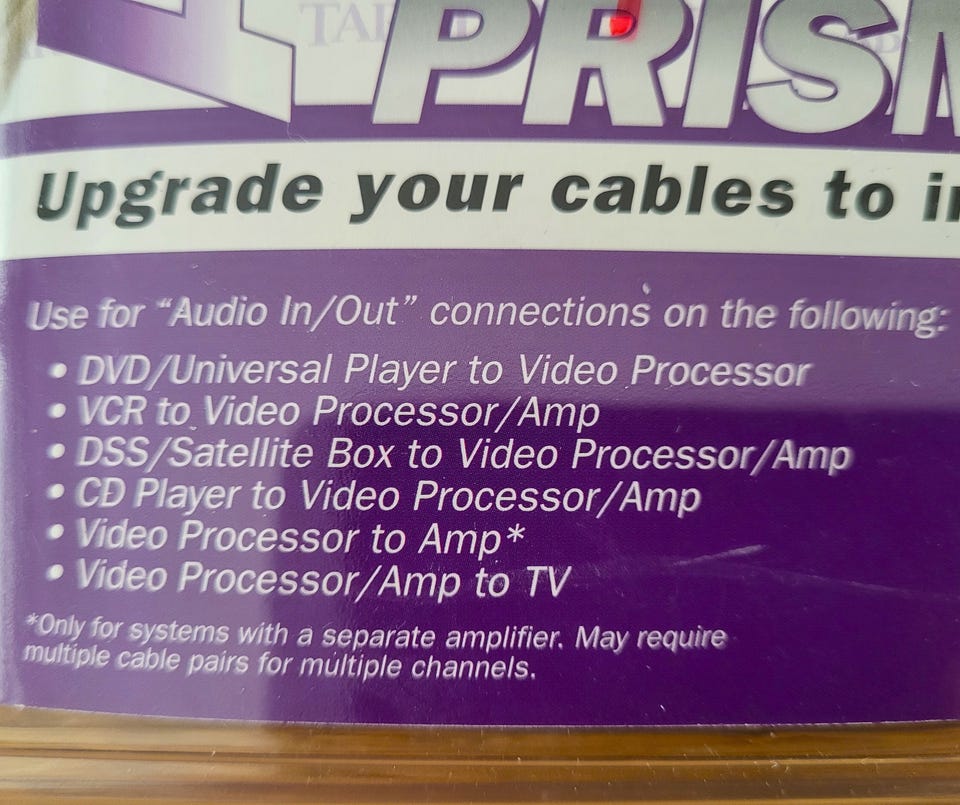 PRISM
Upgrade your cables to
Use for “Audio In/Out” connections on the following:
• DVD/Universal Player to Video Processor
• VCR to Video Processor/Amp
• DSS/Satellite Box to Video Processor/Amp
• CD Player to Video Processor/Amp
• Video Processor to Amp*
• Video Processor/Amp to TV
*Only for systems with a separate amplifier. May require
multiple cable pairs for multiple channels.